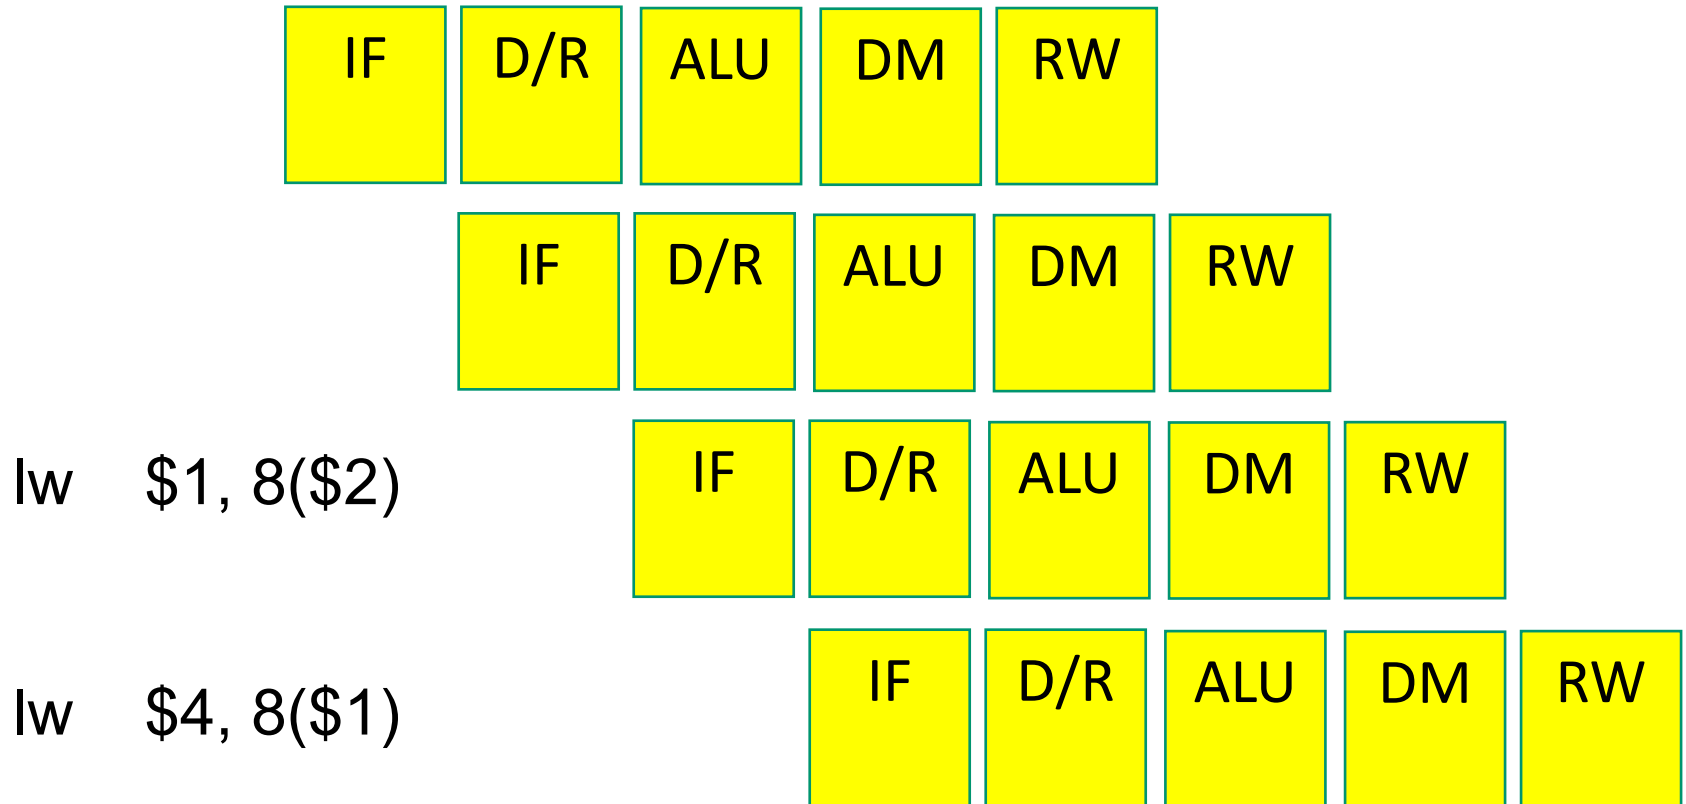 IF D/R ALU DM RW
IF D/R ALU DM RW
lw $1, 8($2) IF D/R ALU DM RW
lw $4, 8($1) IF D/R ALU DM RW